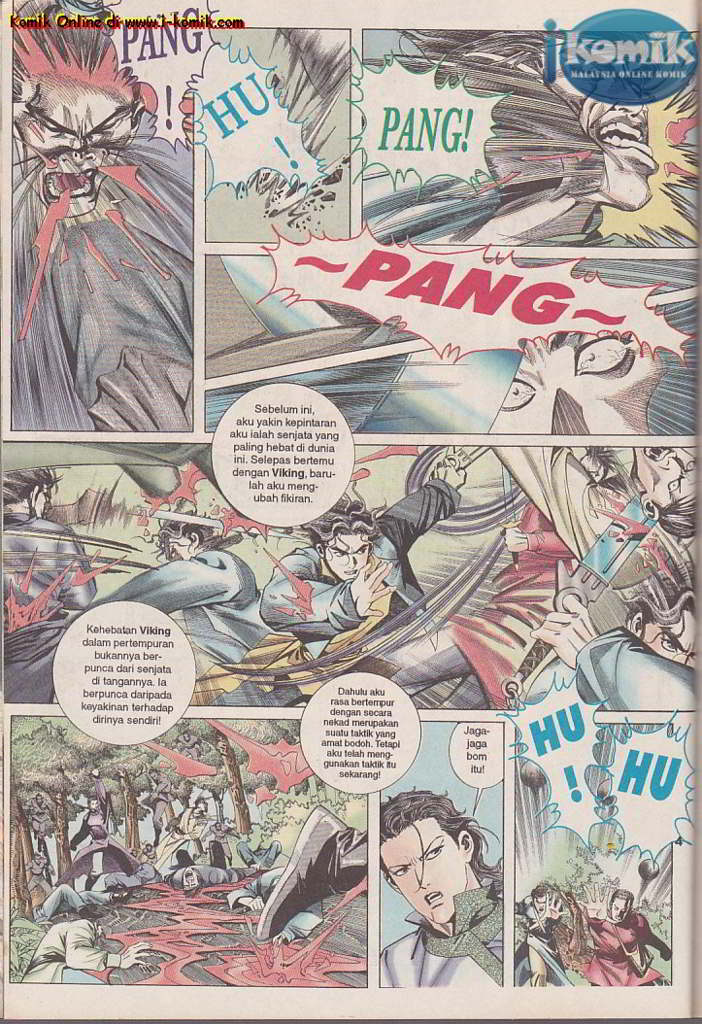 Komik Online di www.i-komik.com
ikomik
MALAYSIA ONLINE KOMIK
PANG
!
HU
!
PANG!
~PANG~
Sebelum ini,
aku yakin kepintaran
aku ialah senjata yang
paling hebat di dunia
ini. Selepas bertemu
dengan Viking, baru-
lah aku meng-
ubah fikiran.
Kehebatan Viking
dalam pertempuran
bukannya ber-
punca dari senjata
di tangannya. Ia
berpunca daripada
keyakinan terhadap
dirinya sendiri!
Dahulu aku
rasa bertempur
dengan secara
nekad merupakan
suatu taktik yang
amat bodoh. Tetapi
aku telah meng-
gunakan taktik itu
sekarang!
Jaga-
jaga
bom
itu!
HU
!
HU
4